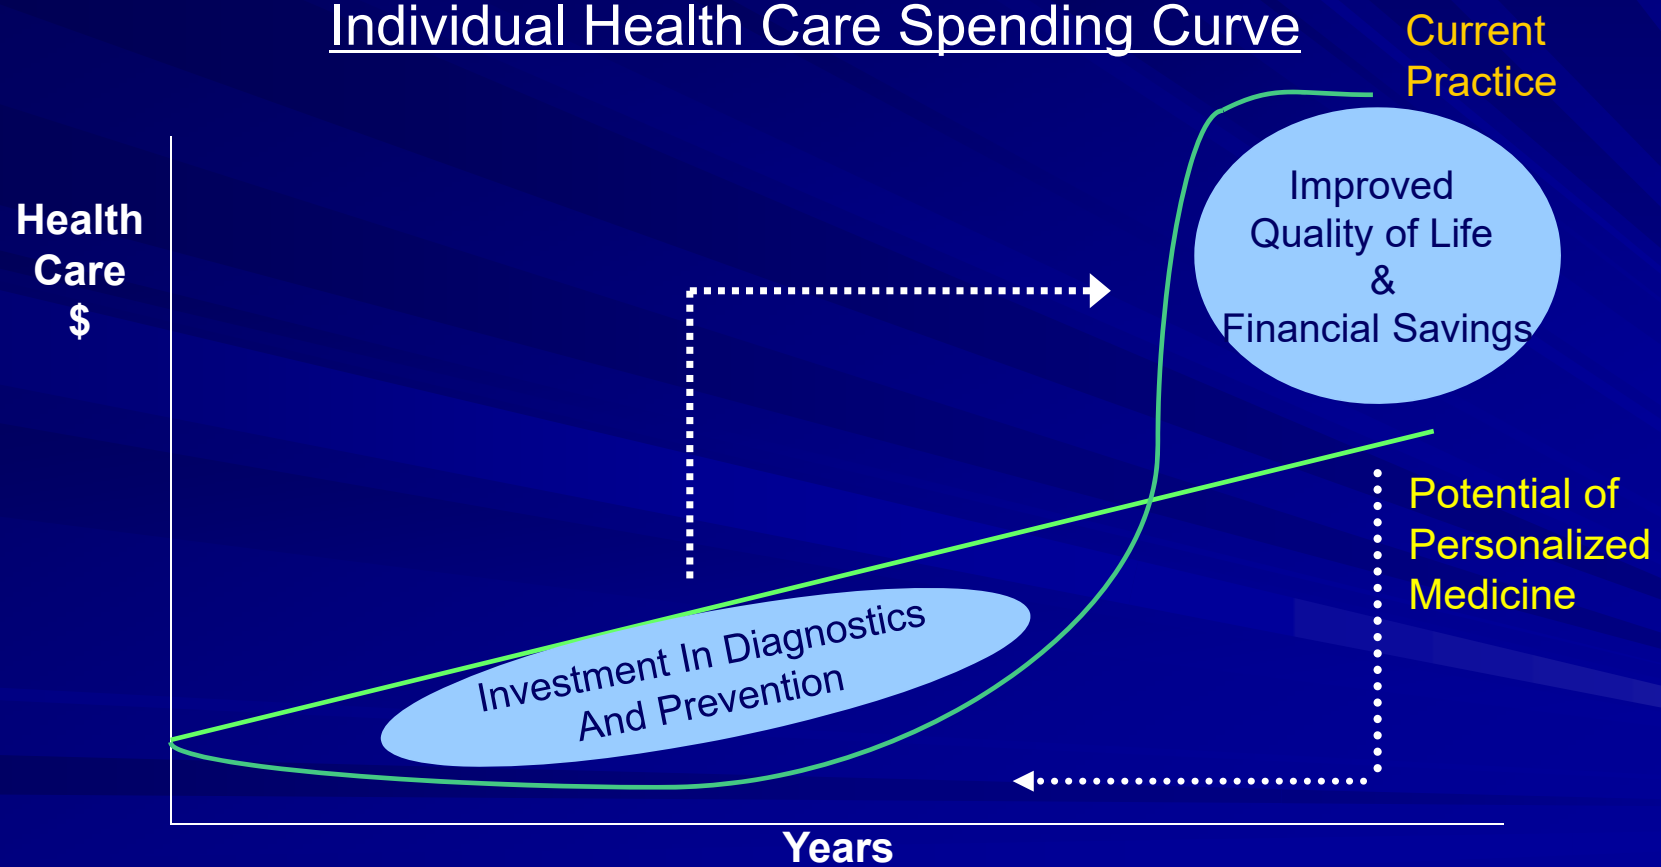 Individual Health Care Spending Curve
Current
Practice
Health
Care
$
Improved
Quality of Life
&
Financial Savings
Potential of
Personalized
Medicine
Investment In Diagnostics
And Prevention
Years